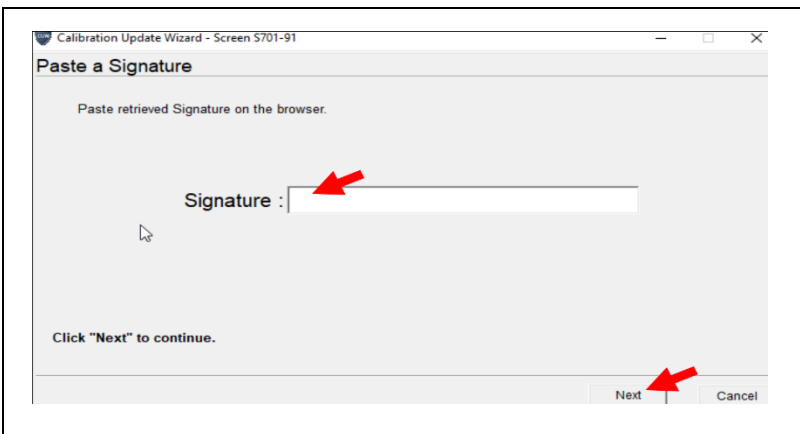 CUW Calibration Update Wizard - Screen S701-91
Paste a Signature
Paste retrieved Signature on the browser.
Signature :
Click "Next" to continue.
Next Cancel